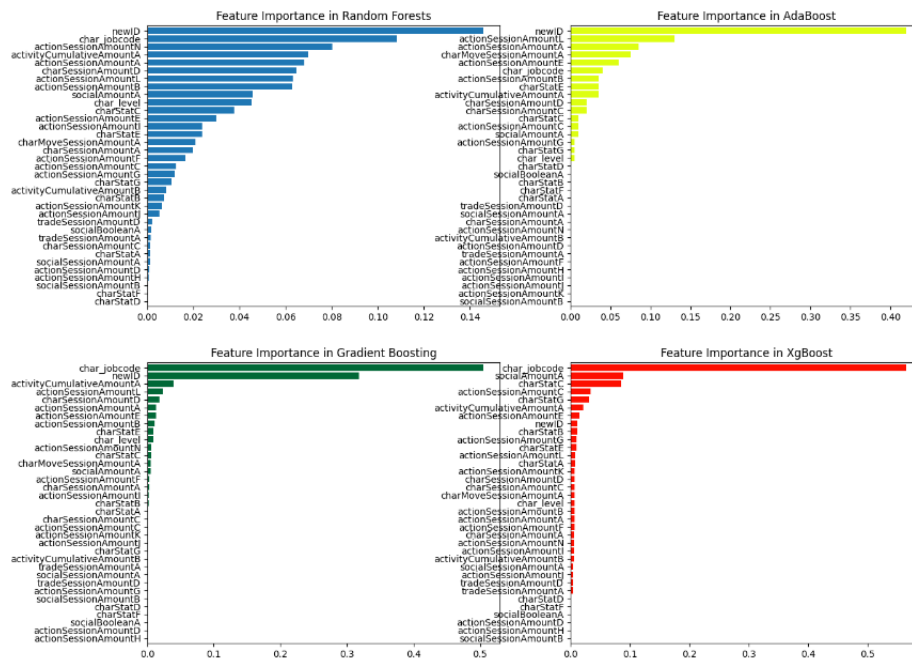 Feature Importance in Random Forests
newID
char_jobcode
actionSessionAmountN
activityCumulativeAmountA
actionSessionAmountA
charSessionAmountD
actionSessionAmountL
actionSessionAmountB
socialAmountA
char_level
charStatC
actionSessionAmountE
actionSessionAmountI
charStatE
charMoveSessionAmountA
charSessionAmountA
actionSessionAmountF
actionSessionAmountC
actionSessionAmountG
charStatG
activityCumulativeAmountB
charStatB
actionSessionAmountK
actionSessionAmountJ
tradeSessionAmountD
socialBooleanA
tradeSessionAmountA
charSessionAmountC
charStatA
socialSessionAmountA
actionSessionAmountD
actionSessionAmountH
socialSessionAmountB
charStatF
charStatD
0.00 0.02 0.04 0.06 0.08 0.10 0.12 0.14
Feature Importance in AdaBoost
newID
actionSessionAmountL
actionSessionAmountA
charMoveSessionAmountA
actionSessionAmountE
char_jobcode
actionSessionAmountB
charStatE
activityCumulativeAmountA
charSessionAmountD
charSessionAmountC
charStatC
actionSessionAmountC
socialAmountA
actionSessionAmountG
charStatG
char_level
charStatD
socialBooleanA
charStatB
charStatF
charStatA
tradeSessionAmountD
socialSessionAmountA
charSessionAmountA
actionSessionAmountN
activityCumulativeAmountB
actionSessionAmountD
tradeSessionAmountA
actionSessionAmountF
actionSessionAmountH
actionSessionAmountI
actionSessionAmountJ
actionSessionAmountK
socialSessionAmountB
0.00 0.05 0.10 0.15 0.20 0.25 0.30 0.35 0.40
Feature Importance in Gradient Boosting
char_jobcode
newID
activityCumulativeAmountA
actionSessionAmountL
charSessionAmountD
actionSessionAmountA
actionSessionAmountE
actionSessionAmountB
charStatE
char_level
actionSessionAmountN
charStatC
charMoveSessionAmountA
socialAmountA
actionSessionAmountF
charSessionAmountA
actionSessionAmountI
charStatB
charStatA
charSessionAmountC
actionSessionAmountC
actionSessionAmountK
actionSessionAmountJ
charStatG
activityCumulativeAmountB
tradeSessionAmountA
socialSessionAmountA
tradeSessionAmountD
actionSessionAmountG
socialSessionAmountB
charStatD
charStatF
socialBooleanA
actionSessionAmountD
actionSessionAmountH
0.0 0.1 0.2 0.3 0.4 0.5
Feature Importance in XgBoost
char_jobcode
socialAmountA
charStatC
actionSessionAmountC
charStatG
activityCumulativeAmountA
actionSessionAmountE
newID
charStatB
actionSessionAmountG
charStatE
actionSessionAmountL
charStatA
actionSessionAmountK
charSessionAmountD
charSessionAmountC
charMoveSessionAmountA
char_level
actionSessionAmountB
actionSessionAmountA
actionSessionAmountF
charSessionAmountA
actionSessionAmountN
actionSessionAmountI
activityCumulativeAmountB
socialSessionAmountA
actionSessionAmountJ
tradeSessionAmountD
tradeSessionAmountA
charStatD
charStatF
socialBooleanA
actionSessionAmountD
actionSessionAmountH
socialSessionAmountB
0.0 0.1 0.2 0.3 0.4 0.5